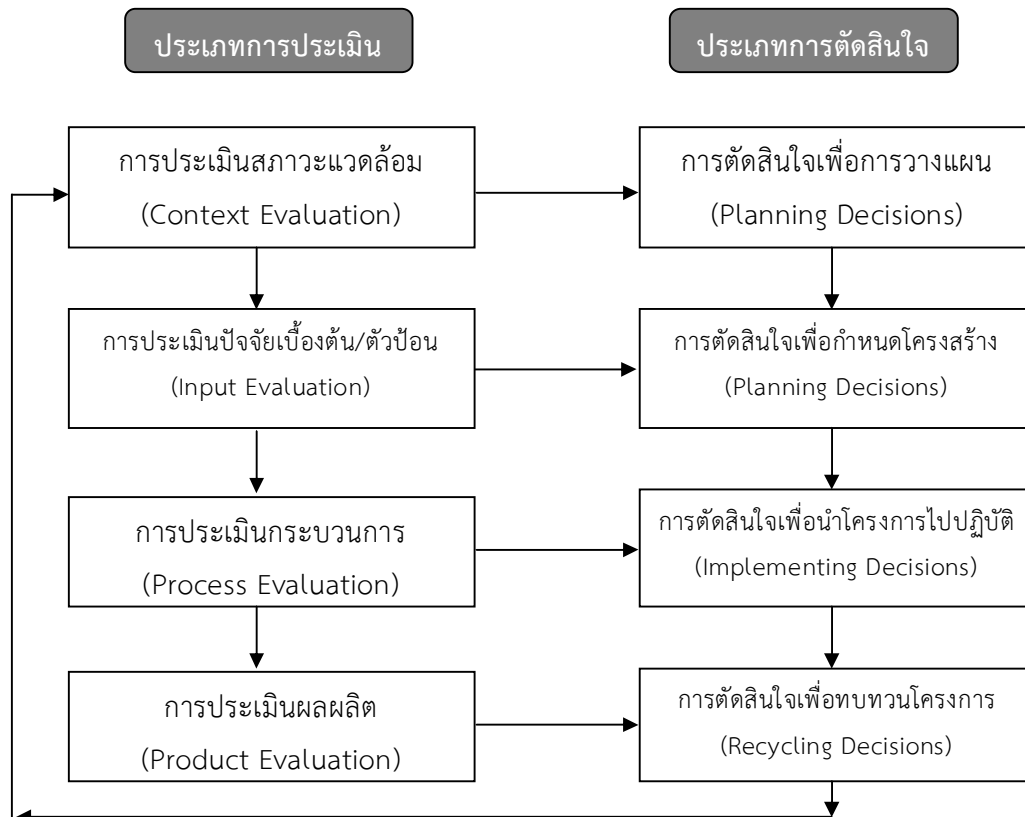 ประเภทการประเมิน
ประเภทการตัดสินใจ
การประเมินสภาวะแวดล้อม
(Context Evaluation)
การตัดสินใจเพื่อการวางแผน
(Planning Decisions)
การประเมินปัจจัยเบื้องต้น/ตัวป้อน
(Input Evaluation)
การตัดสินใจเพื่อกำหนดโครงสร้าง
(Planning Decisions)
การประเมินกระบวนการ
(Process Evaluation)
การตัดสินใจเพื่อนำโครงการไปปฏิบัติ
(Implementing Decisions)
การประเมินผลผลิต
(Product Evaluation)
การตัดสินใจเพื่อทบทวนโครงการ
(Recycling Decisions)